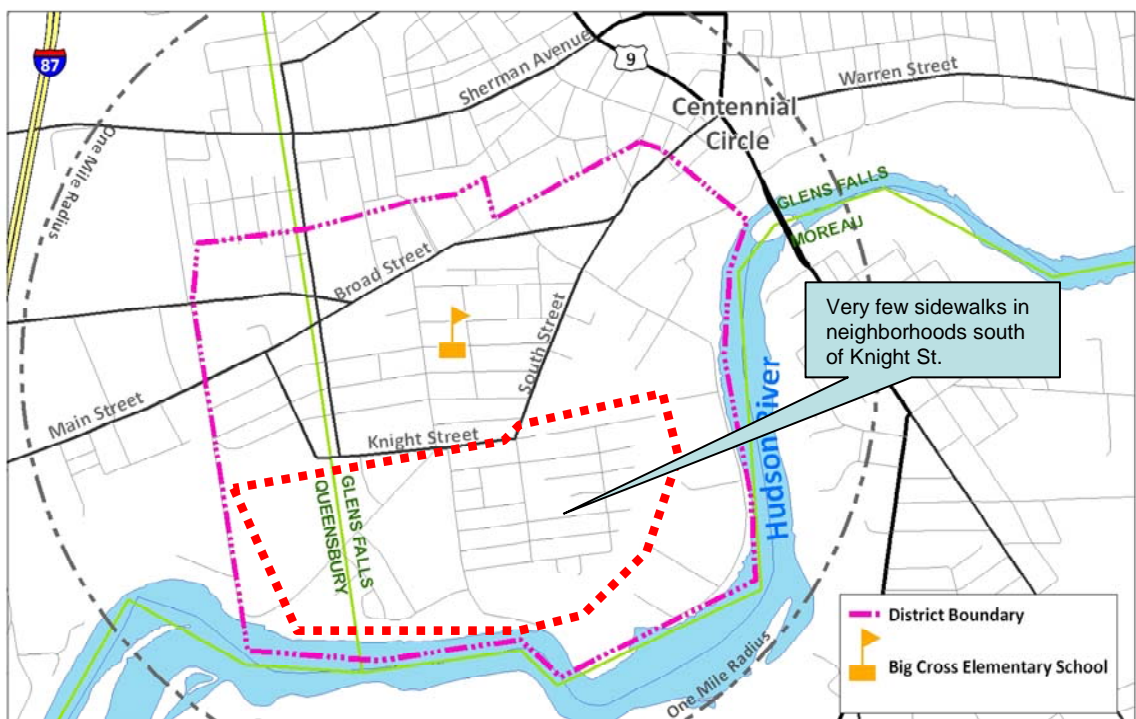 87
Sherman Avenue
9
Warren Street
Centennial
Circle
One Mile Radius
GLENS FALLS
MOREAU
Broad Street
South Street
Very few sidewalks in
neighborhoods south
of Knight St.
Main Street
Knight Street
Hudson River
GLENS FALLS
QUEENSBURY
One Mile Radius
District Boundary
Big Cross Elementary School